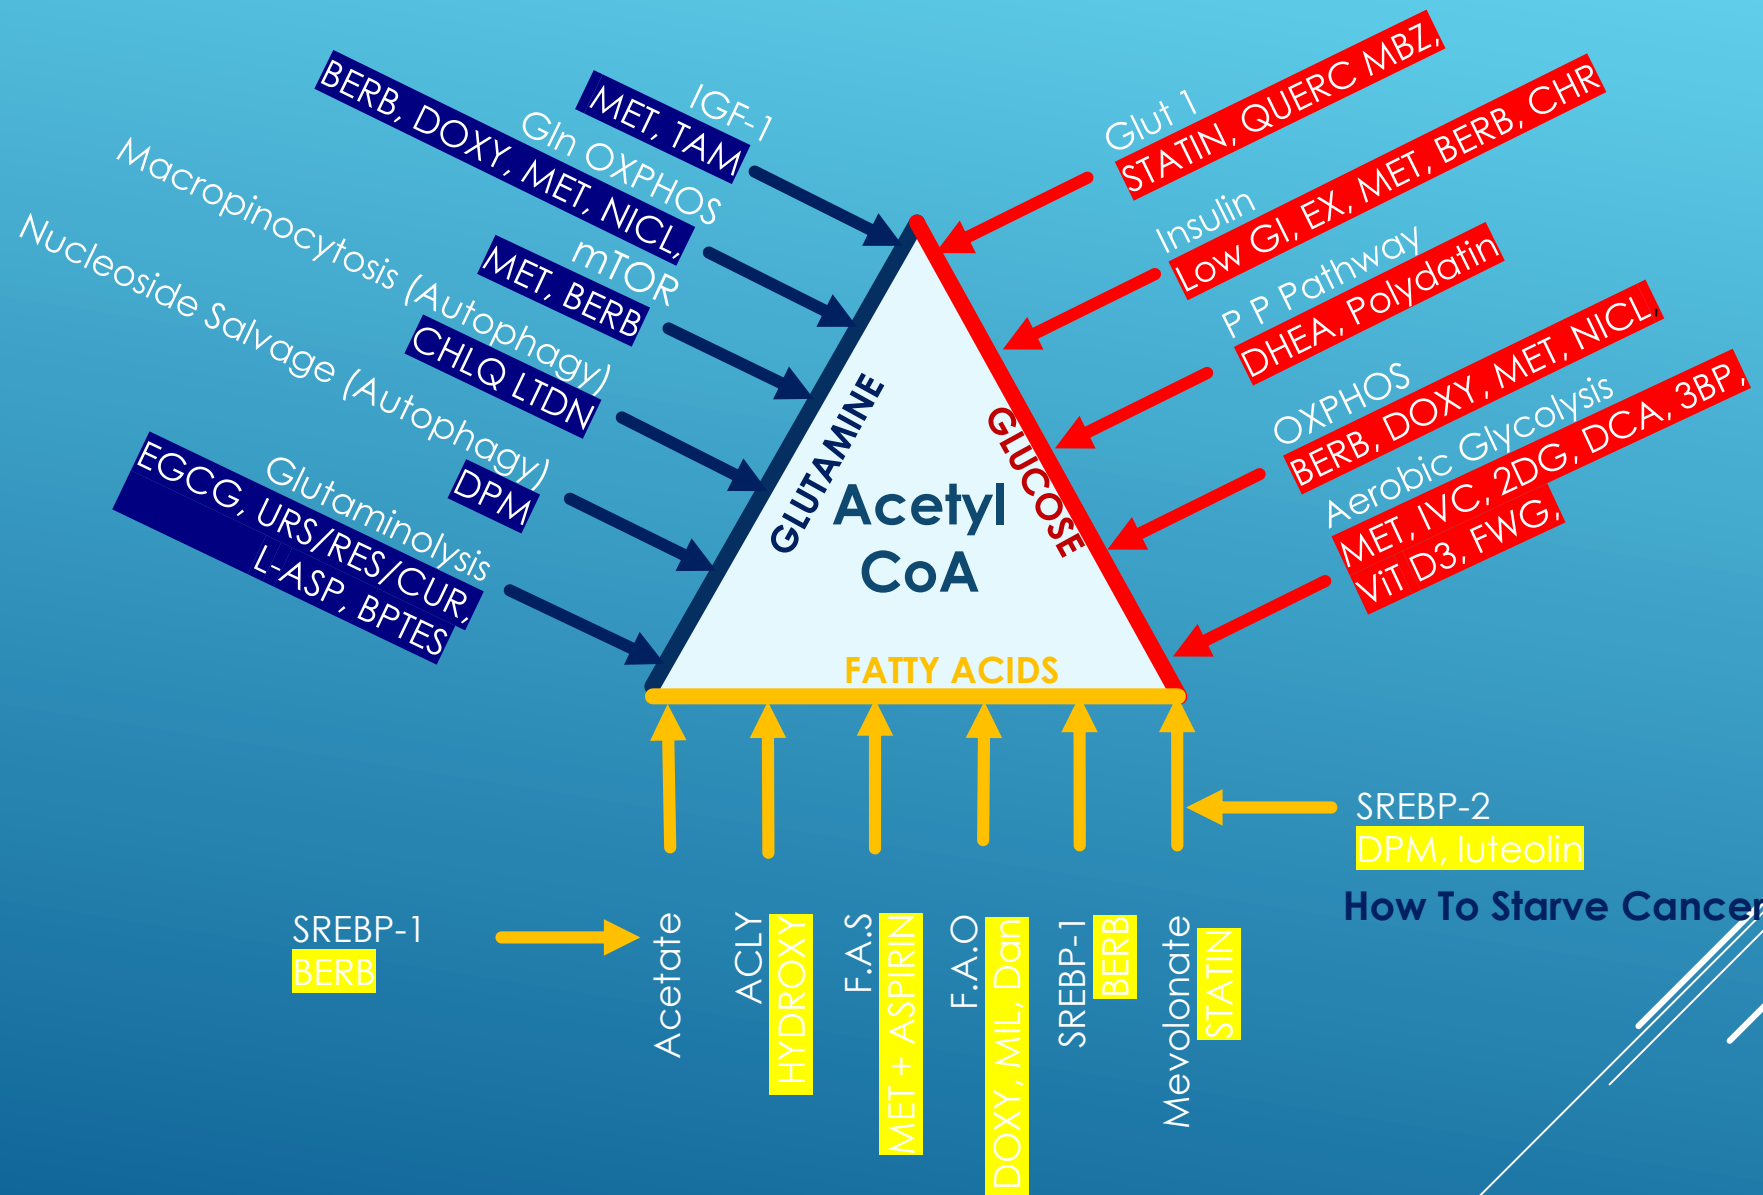 IGF-1
MET, TAM
Gln OXPHOS
BERB, DOXY, MET, NICL,
mTOR
MET, BERB
Macropinocytosis (Autophagy)
CHLQ LTDN
Nucleoside Salvage (Autophagy)
DPM
Glutaminolysis
EGCG, URS/RES/CUR,
L-ASP, BPTES
Glut 1
STATIN, QUERC MBZ,
Insulin
Low GI, EX, MET, BERB, CHR
P P Pathway
DHEA, Polydatin
OXPHOS
BERB, DOXY, MET, NICL,
Aerobic Glycolysis
MET, IVC, 2DG, DCA, 3BP,
ViT D3, FWG,
GLUTAMINE
GLUCOSE
Acetyl
CoA
FATTY ACIDS
SREBP-2
DPM, luteolin
How To Starve Cancer
SREBP-1
BERB
Acetate
ACLY
HYDROXY
F.A.S
MET + ASPIRIN
F.A.O
DOXY, MIL, Dan
SREBP-1
BERB
Mevolonate
STATIN